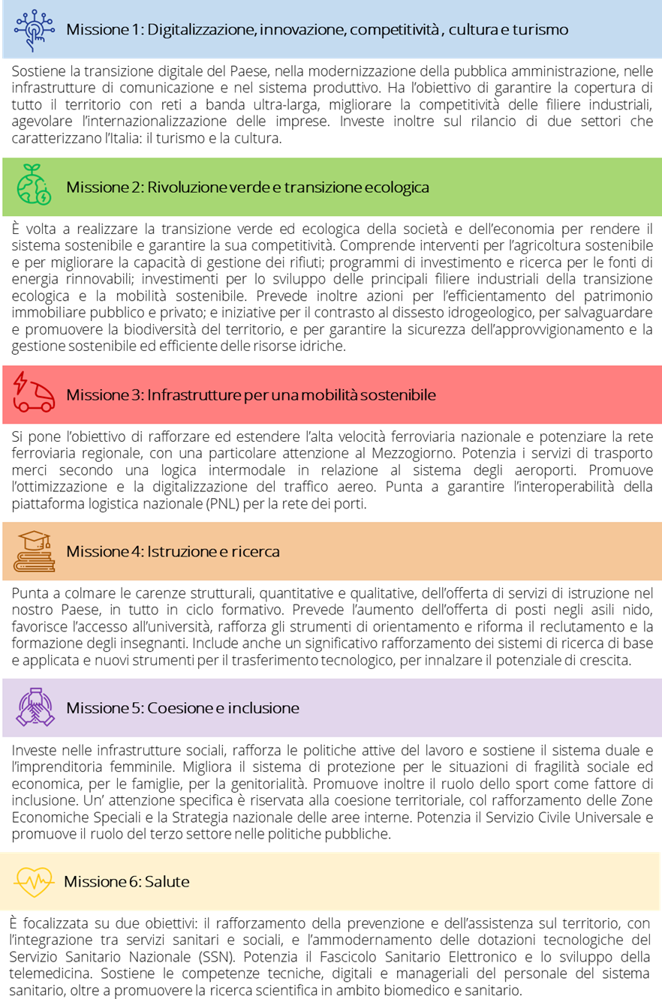 Missione 1: Digitalizzazione, innovazione, competitività, cultura e turismo
Sostiene la transizione digitale del Paese, nella modernizzazione della pubblica amministrazione, nelle
infrastrutture di comunicazione e nel sistema produttivo. Ha l’obiettivo di garantire la copertura di
tutto il territorio con reti a banda ultra-larga, migliorare la competitività delle filiere industriali,
agevolare l’internazionalizzazione delle imprese. Investe inoltre sul rilancio di due settori che
caratterizzano l’Italia: il turismo e la cultura.
Missione 2: Rivoluzione verde e transizione ecologica
È volta a realizzare la transizione verde ed ecologica della società e dell’economia per rendere il
sistema sostenibile e garantire la sua competitività. Comprende interventi per l’agricoltura sostenibile
e per migliorare la capacità di gestione dei rifiuti; programmi di investimento e ricerca per le fonti di
energia rinnovabili; investimenti per lo sviluppo delle principali filiere industriali della transizione
ecologica e la mobilità sostenibile. Prevede inoltre azioni per l’efficientamento del patrimonio
immobiliare pubblico e privato; e iniziative per il contrasto al dissesto idrogeologico, per salvaguardare
e promuovere la biodiversità del territorio, e per garantire la sicurezza dell’approvvigionamento e la
gestione sostenibile ed efficiente delle risorse idriche.
Missione 3: Infrastrutture per una mobilità sostenibile
Si pone l’obiettivo di rafforzare ed estendere l’alta velocità ferroviaria nazionale e potenziare la rete
ferroviaria regionale, con una particolare attenzione al Mezzogiorno. Potenzia i servizi di trasporto
merci secondo una logica intermodale in relazione al sistema degli aeroporti. Promuove
l’ottimizzazione e la digitalizzazione del traffico aereo. Punta a garantire l’interoperabilità della
piattaforma logistica nazionale (PNL) per la rete dei porti.
Missione 4: Istruzione e ricerca
Punta a colmare le carenze strutturali, quantitative e qualitative, dell’offerta di servizi di istruzione nel
nostro Paese, in tutto in ciclo formativo. Prevede l’aumento dell’offerta di posti negli asili nido,
favorisce l’accesso all’università, rafforza gli strumenti di orientamento e riforma il reclutamento e la
formazione degli insegnanti. Include anche un significativo rafforzamento dei sistemi di ricerca di base
e applicata e nuovi strumenti per il trasferimento tecnologico, per innalzare il potenziale di crescita.
Missione 5: Coesione e inclusione
Investe nelle infrastrutture sociali, rafforza le politiche attive del lavoro e sostiene il sistema duale e
l’imprenditoria femminile. Migliora il sistema di protezione per le situazioni di fragilità sociale ed
economica, per le famiglie, per la genitorialità. Promuove inoltre il ruolo dello sport come fattore di
inclusione. Un’ attenzione specifica è riservata alla coesione territoriale, col rafforzamento delle Zone
Economiche Speciali e la Strategia nazionale delle aree interne. Potenzia il Servizio Civile Universale e
promuove il ruolo del terzo settore nelle politiche pubbliche.
Missione 6: Salute
È focalizzata su due obiettivi: il rafforzamento della prevenzione e dell’assistenza sul territorio, con
l’integrazione tra servizi sanitari e sociali, e l’ammodernamento delle dotazioni tecnologiche del
Servizio Sanitario Nazionale (SSN). Potenzia il Fascicolo Sanitario Elettronico e lo sviluppo della
telemedicina. Sostiene le competenze tecniche, digitali e manageriali del personale del sistema
sanitario, oltre a promuovere la ricerca scientifica in ambito biomedico e sanitario.